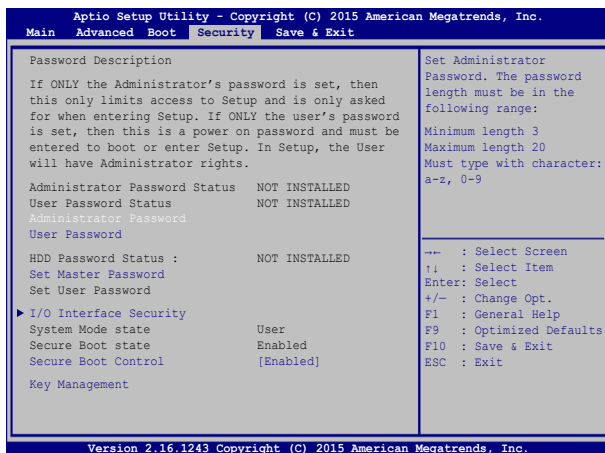 Aptio Setup Utility - Copyright (C) 2015 American Megatrends, Inc.
Main Advanced Boot Security Save & Exit
Password Description
If ONLY the Administrator's password is set, then
this only limits access to Setup and is only asked
for when entering Setup. If ONLY the user's password
is set, then this is a power on password and must be
entered to boot or enter Setup. In Setup, the User
will have Administrator rights.
Administrator Password Status NOT INSTALLED
User Password Status NOT INSTALLED
Administrator Password
User Password
HDD Password Status : NOT INSTALLED
Set Master Password
Set User Password
I/O Interface Security
System Mode state User
Secure Boot state Enabled
Secure Boot Control [Enabled]
Key Management
Set Administrator
Password. The password
length must be in the
following range:
Minimum length 3
Maximum length 20
Must type with character:
a-z, 0-9
→← : Select Screen
↑↓ : Select Item
Enter: Select
+/— : Change Opt.
F1 : General Help
F9 : Optimized Defaults
F10 : Save & Exit
ESC : Exit
Version 2.16.1243 Copyright (C) 2015 American Megatrends, Inc.